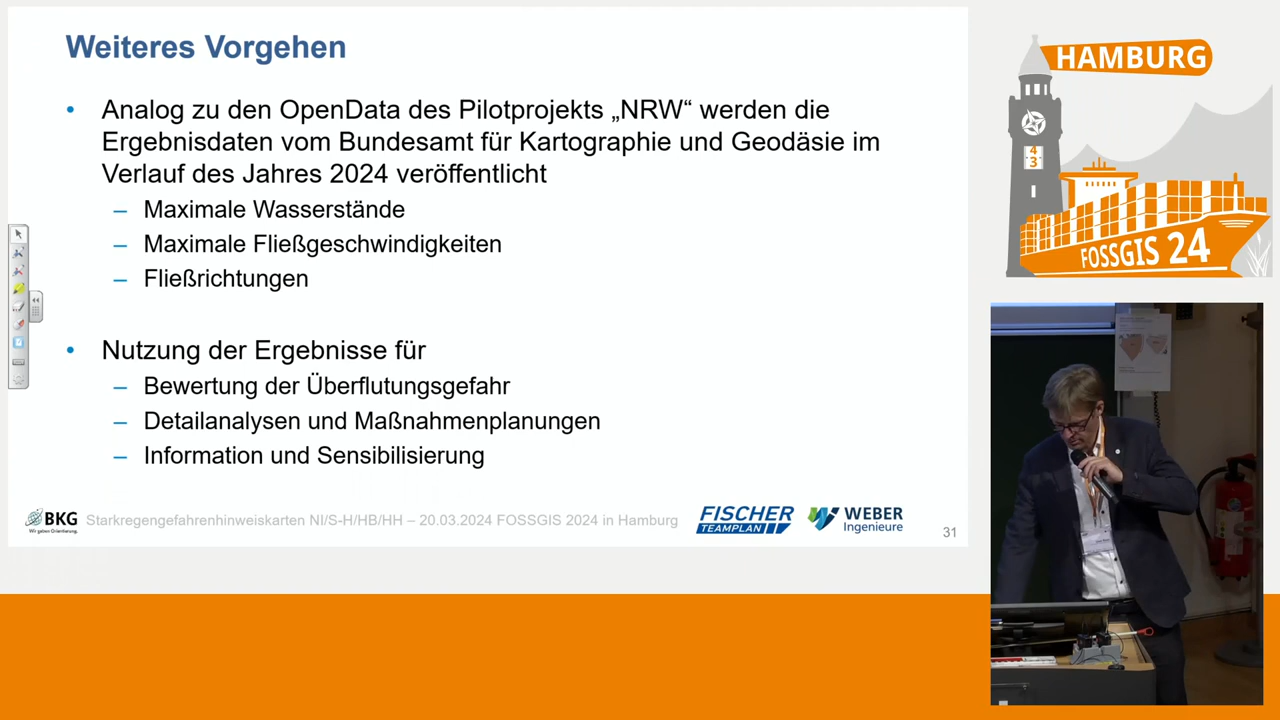 Weiteres Vorgehen
• Analog zu den OpenData des Pilotprojekts „NRW“ werden die
Ergebnisdaten vom Bundesamt für Kartographie und Geodäsie im
Verlauf des Jahres 2024 veröffentlicht
– Maximale Wasserstände
– Maximale Fließgeschwindigkeiten
– Fließrichtungen
• Nutzung der Ergebnisse für
– Bewertung der Überflutungsgefahr
– Detailanalysen und Maßnahmenplanungen
– Information und Sensibilisierung
BKG
Wir geben Orientierung.
Starkregengefahrenhinweiskarten NI/S-H/HB/HH – 20.03.2024 FOSSGIS 2024 in Hamburg
FISCHER
TEAMPLAN
WEBER
Ingenieure
31
HAMBURG
4
3
FOSSGIS 24